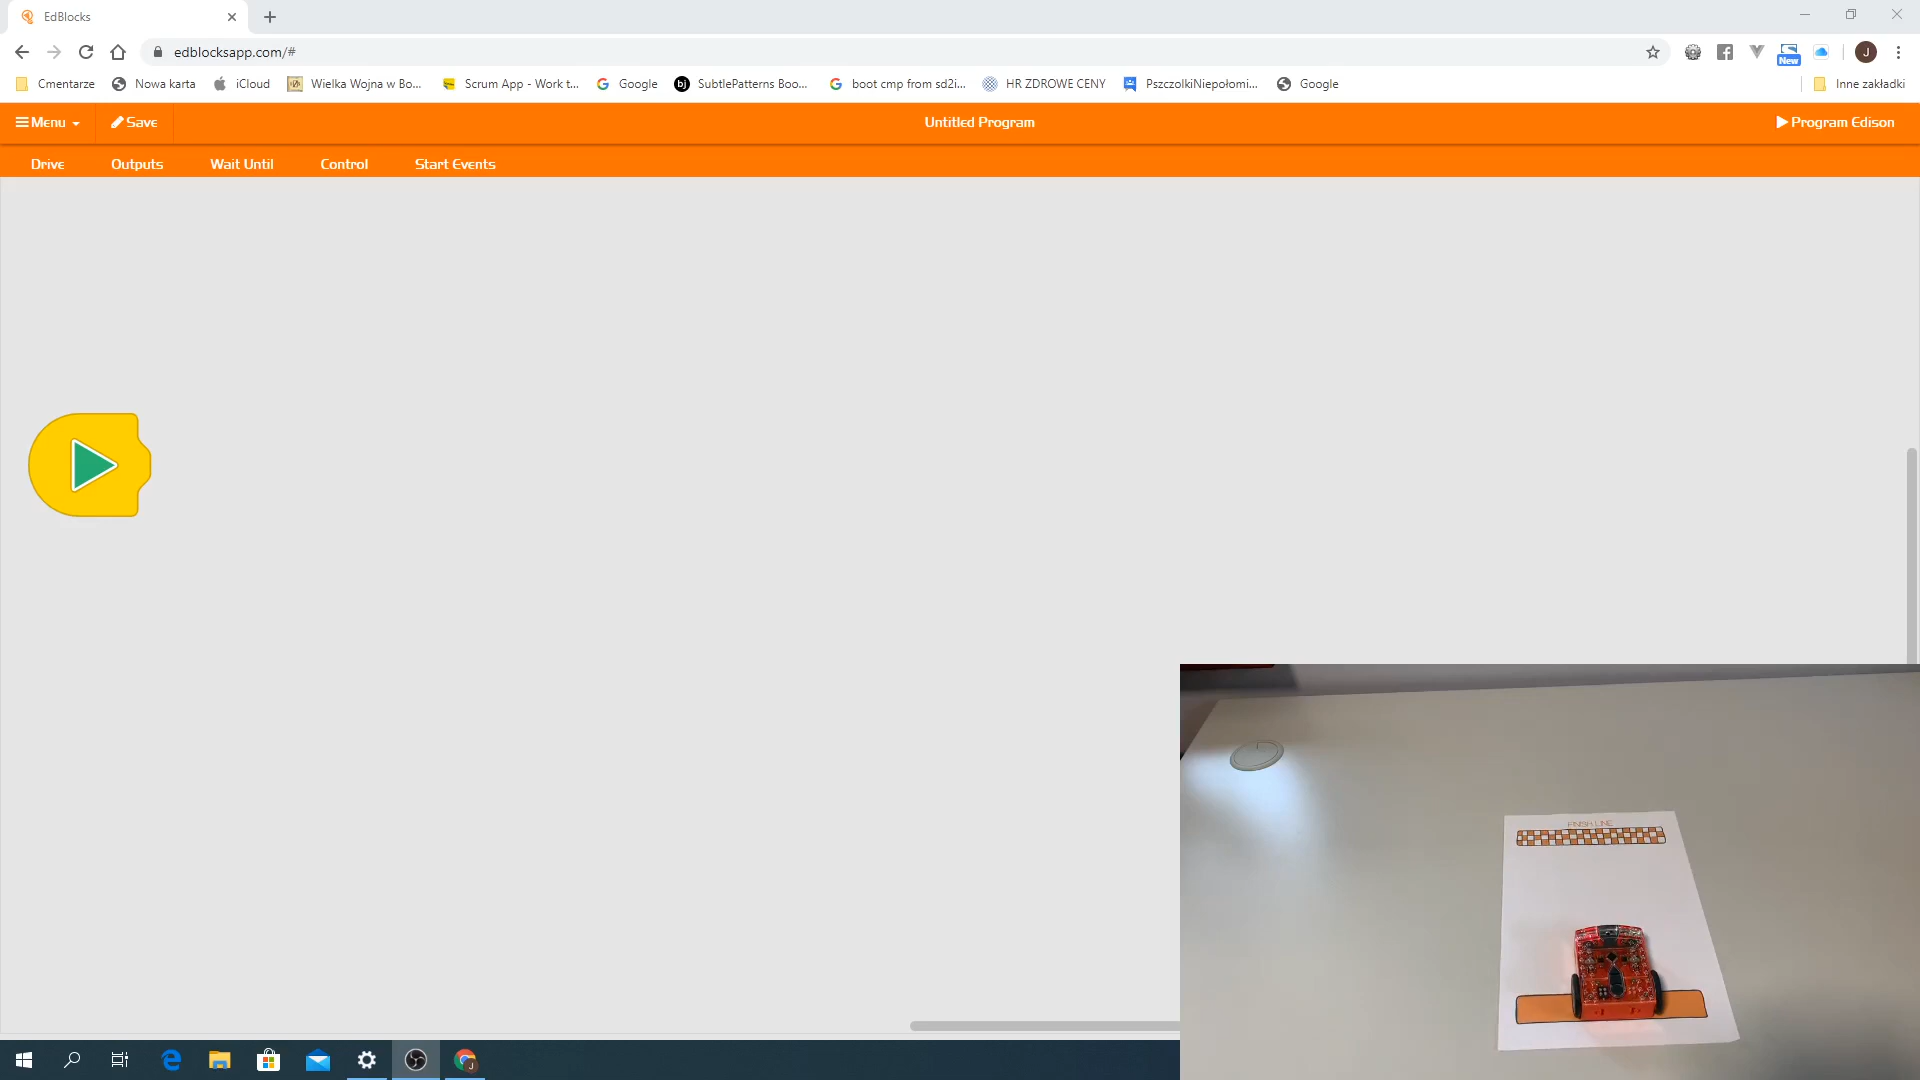 EdBlocks
edblocksapp.com/#
New
J
Cmentarze
Nowa karta
iCloud
Wielka Wojna w Bo...
Scrum App - Work t...
Google
SubtlePatterns Boo...
boot cmp from sd2i...
HR ZDROWE CENY
PszczolkiNiepołomi...
Google
Inne zakładki
Menu
Save
Untitled Program
Program Edison
Drive
Outputs
Wait Until
Control
Start Events
FINISH LINE